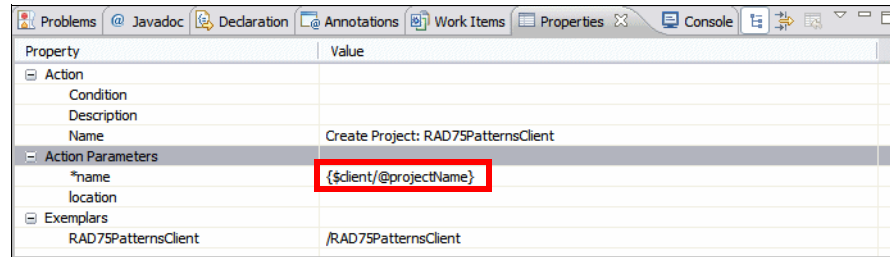 Problems @ Javadoc Declaration Annotations Work Items Properties Console
Property Value
Action
Condition
Description
Name Create Project: RAD75PatternsClient
Action Parameters
*name {$client/@projectName}
location
Exemplars
RAD75PatternsClient /RAD75PatternsClient